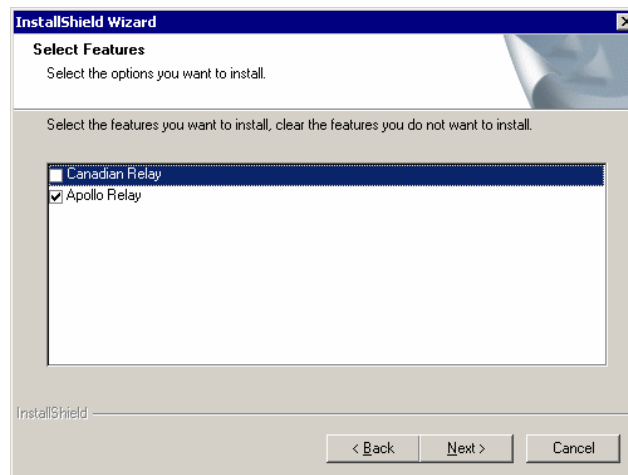 InstallShield Wizard
Select Features
Select the options you want to install.
Select the features you want to install, clear the features you do not want to install.
Canadian Relay
Apollo Relay
InstallShield
< Back Next > Cancel